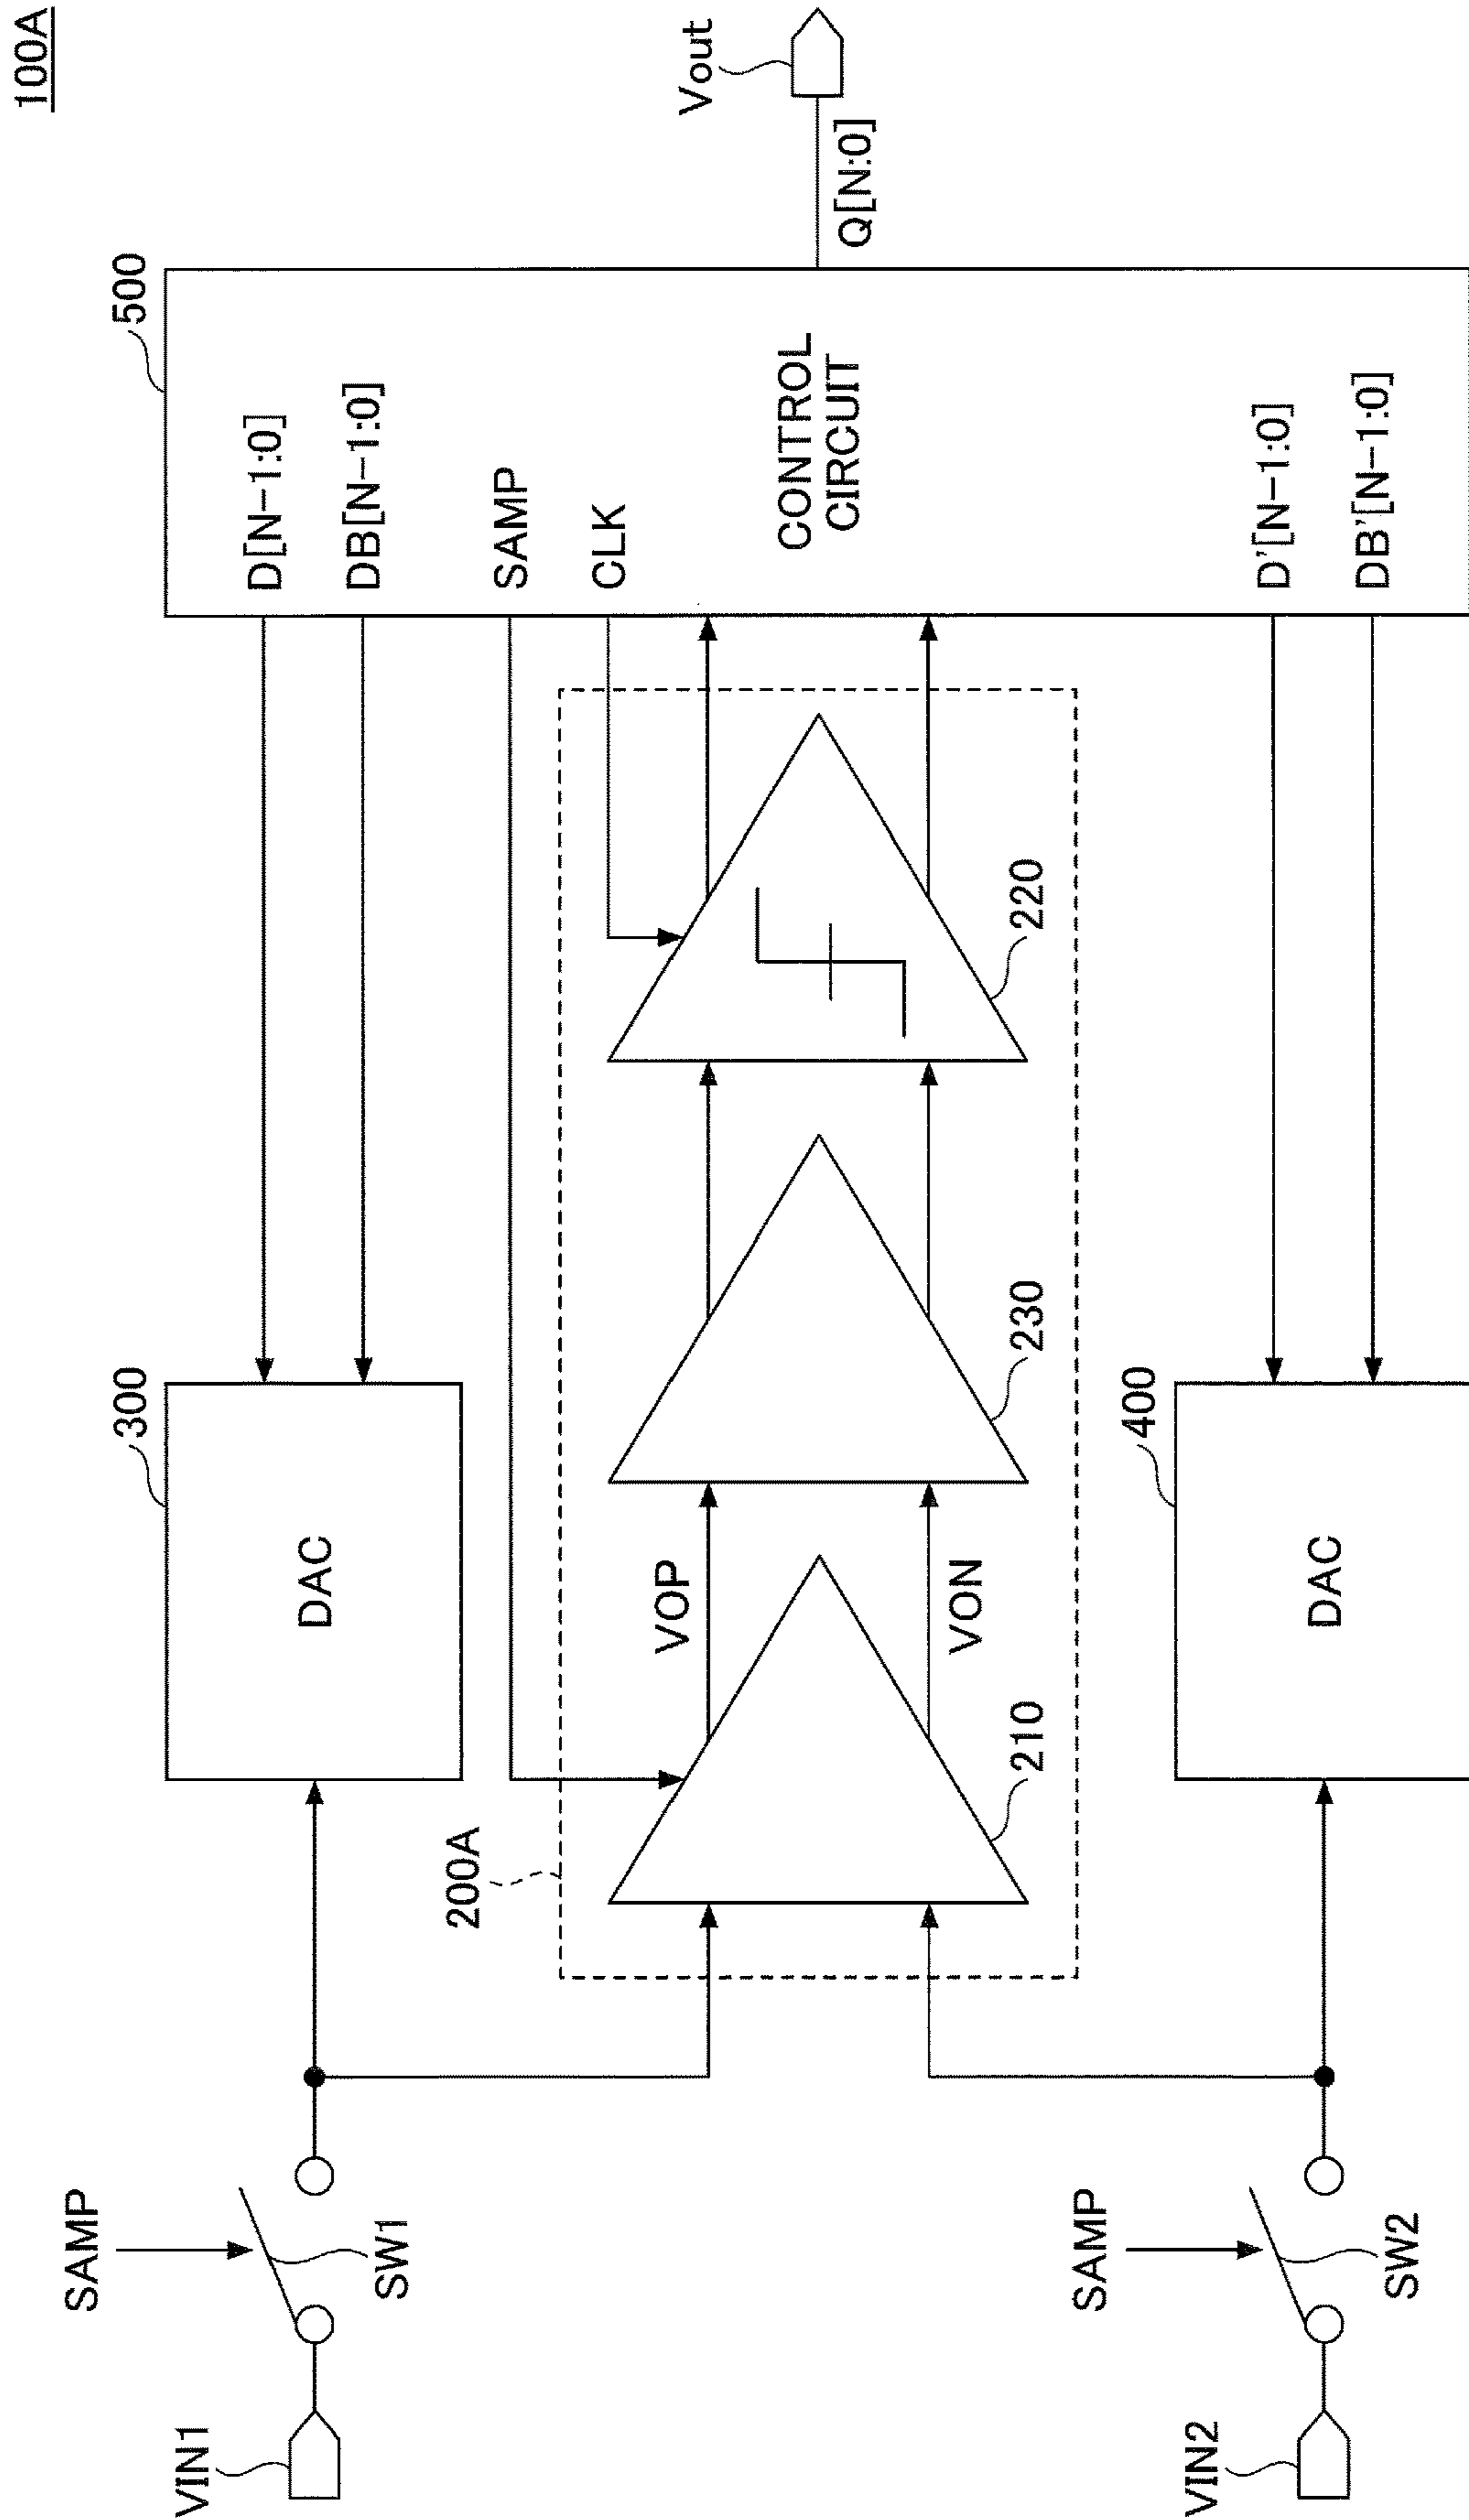 100A
VIN1
SAMP
SW1
300
DAC
D[N-1:0]
DB[N-1:0]
500
200A
SAMP
CLK
VOP
VON
210
230
220
CONTROL
CIRCUIT
Vout
Q[N:0]
VIN2
SAMP
SW2
400
DAC
D'[N-1:0]
DB'[N-1:0]